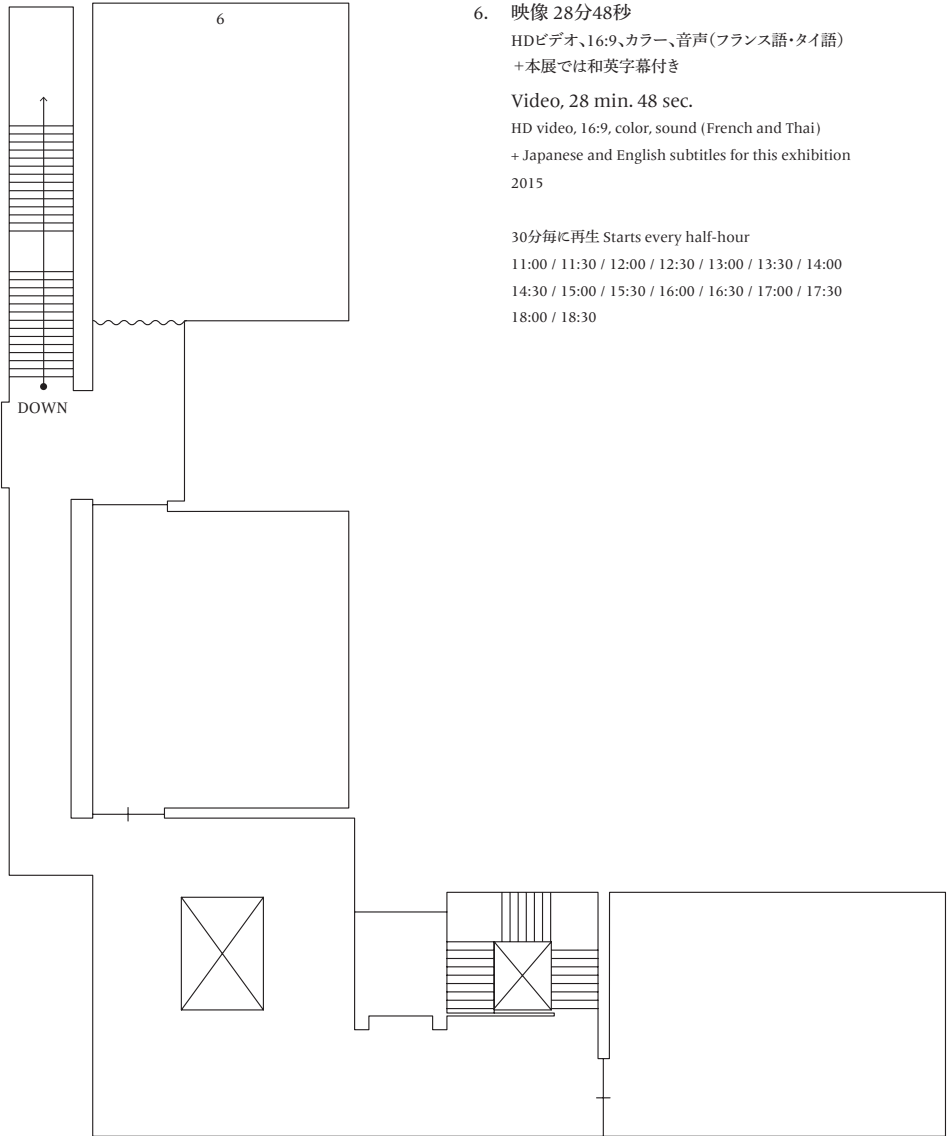 6
6. 映像 28分48秒
HDビデオ、16:9、カラー、音声（フランス語・タイ語）
＋本展では和英字幕付き
Video, 28 min. 48 sec.
HD video, 16:9, color, sound (French and Thai)
+ Japanese and English subtitles for this exhibition
2015
30分毎に再生 Starts every half-hour
11:00 / 11:30 / 12:00 / 12:30 / 13:00 / 13:30 / 14:00
14:30 / 15:00 / 15:30 / 16:00 / 16:30 / 17:00 / 17:30
18:00 / 18:30
DOWN